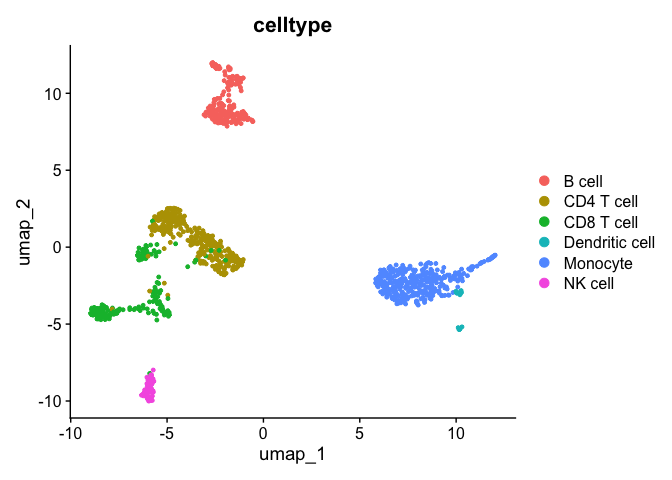 celltype
umap_2
10
5
0
-5
-10
-10
-5
0
5
10
umap_1
B cell
CD4 T cell
CD8 T cell
Dendritic cell
Monocyte
NK cell